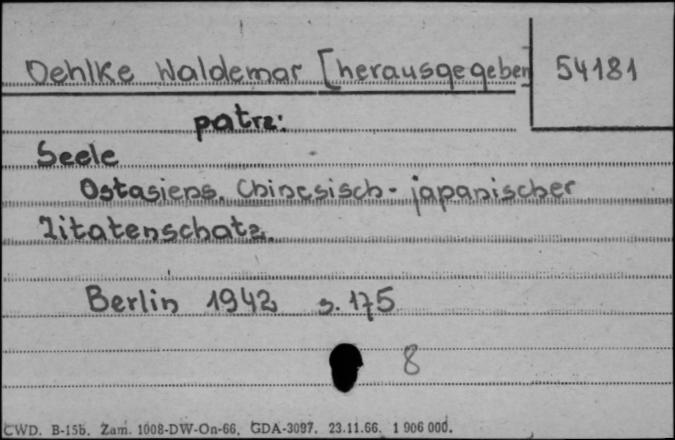 Oehlke Waldemar [herausgegeben 54181
patrz:
Seele
Ostasiens. Chinesisch-japanischer
Zitatenschatz.
Berlin 1942 s. 175
8
CWD. B-15b. Zam. 1008-DW-On-66. GDA-3097. 23.11.66. 1 906 000.